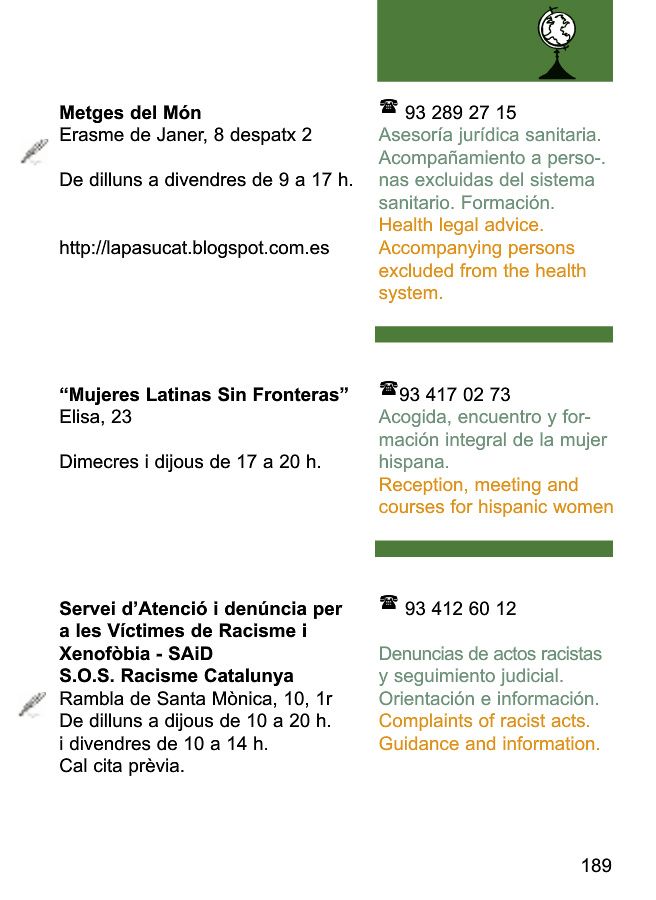 Metges del Món
Erasme de Janer, 8 despatx 2
De dilluns a divendres de 9 a 17 h.
http://lapasucat.blogspot.com.es
93 289 27 15
Asesoría jurídica sanitaria.
Acompañamiento a perso-.
nas excluidas del sistema
sanitario. Formación.
Health legal advice.
Accompanying persons
excluded from the health
system.
“Mujeres Latinas Sin Fronteras”
Elisa, 23
Dimecres i dijous de 17 a 20 h.
93 417 02 73
Acogida, encuentro y for-
mación integral de la mujer
hispana.
Reception, meeting and
courses for hispanic women
Servei d’Atenció i denúncia per
a les Víctimes de Racisme i
Xenofòbia - SAiD
S.O.S. Racisme Catalunya
Rambla de Santa Mònica, 10, 1r
De dilluns a dijous de 10 a 20 h.
i divendres de 10 a 14 h.
Cal cita prèvia.
93 412 60 12
Denuncias de actos racistas
y seguimiento judicial.
Orientación e información.
Complaints of racist acts.
Guidance and information.
189